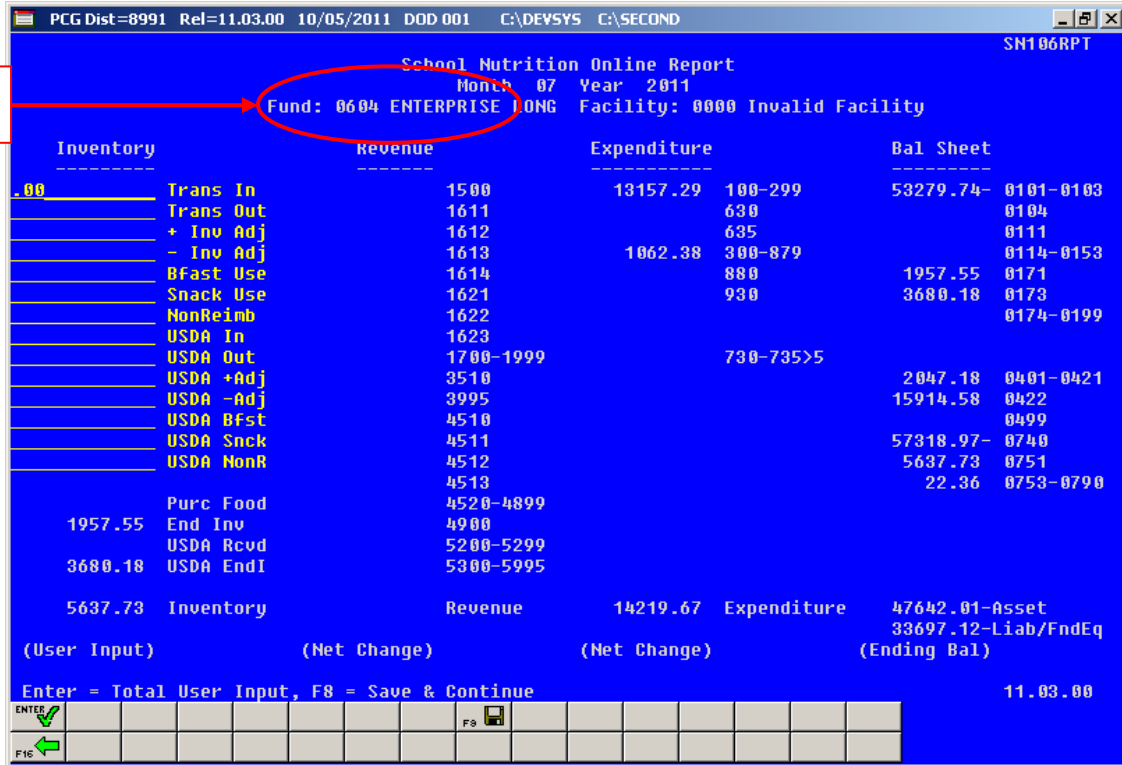 PCG Dist=8991 Rel=11.03.00 10/05/2011 DOD 001 C:\DEVSYS C:\SECOND
SN106RPT
School Nutrition Online Report
Month 07 Year 2011
Fund: 0604 ENTERPRISE LONG Facility: 0000 Invalid Facility
Inventory Revenue Expenditure Bal Sheet
--------- ------- ----------- ---------
.00 Trans In 1500 13157.29 100-299 53279.74- 0101-0103
Trans Out 1611 630 0104
+ Inv Adj 1612 635 0111
- Inv Adj 1613 1062.38 300-879 0114-0153
Bfast Use 1614 880 1957.55 0171
Snack Use 1621 930 3680.18 0173
NonReimb 1622 0174-0199
USDA In 1623
USDA Out 1700-1999 730-735>5
USDA +Adj 3510 2047.18 0401-0421
USDA -Adj 3995 15914.58 0422
USDA Bfst 4510 0499
USDA Snck 4511 57318.97- 0740
USDA NonR 4512 5637.73 0751
4513 22.36 0753-0790
Purc Food 4520-4899
1957.55 End Inv 4900
USDA Rcvd 5200-5299
3680.18 USDA EndI 5300-5995
5637.73 Inventory Revenue 14219.67 Expenditure 47642.01-Asset
33697.12-Liab/FndEq
(User Input) (Net Change) (Net Change) (Ending Bal)
Enter = Total User Input, F8 = Save & Continue 11.03.00
ENTER F8
F16